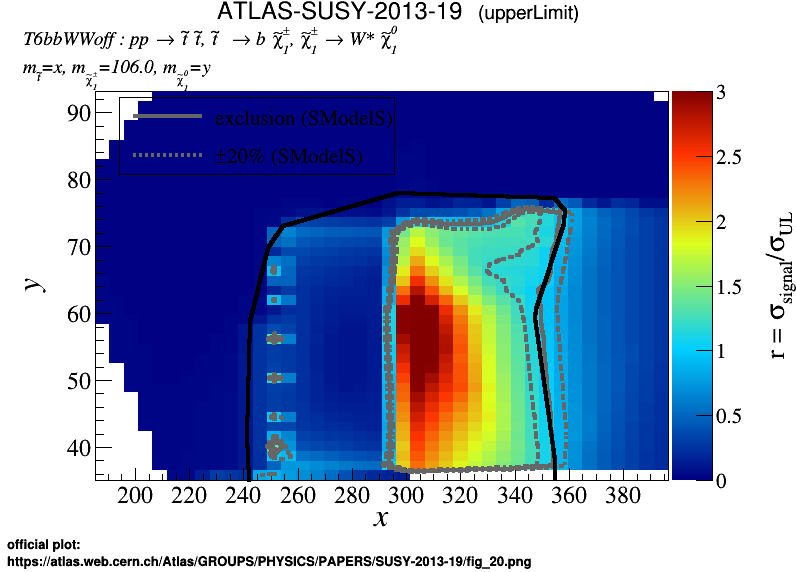 ATLAS-SUSY-2013-19 (upperLimit)
T6bbWWoff : pp → t̃ t̃, t̃ → b χ̃₁±, χ̃₁± → W* χ̃₁⁰
m_t̃=x, m_χ̃₁±=106.0, m_χ̃₁⁰=y
exclusion (SModelS)
±20% (SModelS)
90
80
70
60
50
40
y
200 220 240 260 280 300 320 340 360 380
x
3
2.5
2
1.5
1
0.5
0
r = σ_signal/σ_UL
official plot:
https://atlas.web.cern.ch/Atlas/GROUPS/PHYSICS/PAPERS/SUSY-2013-19/fig_20.png